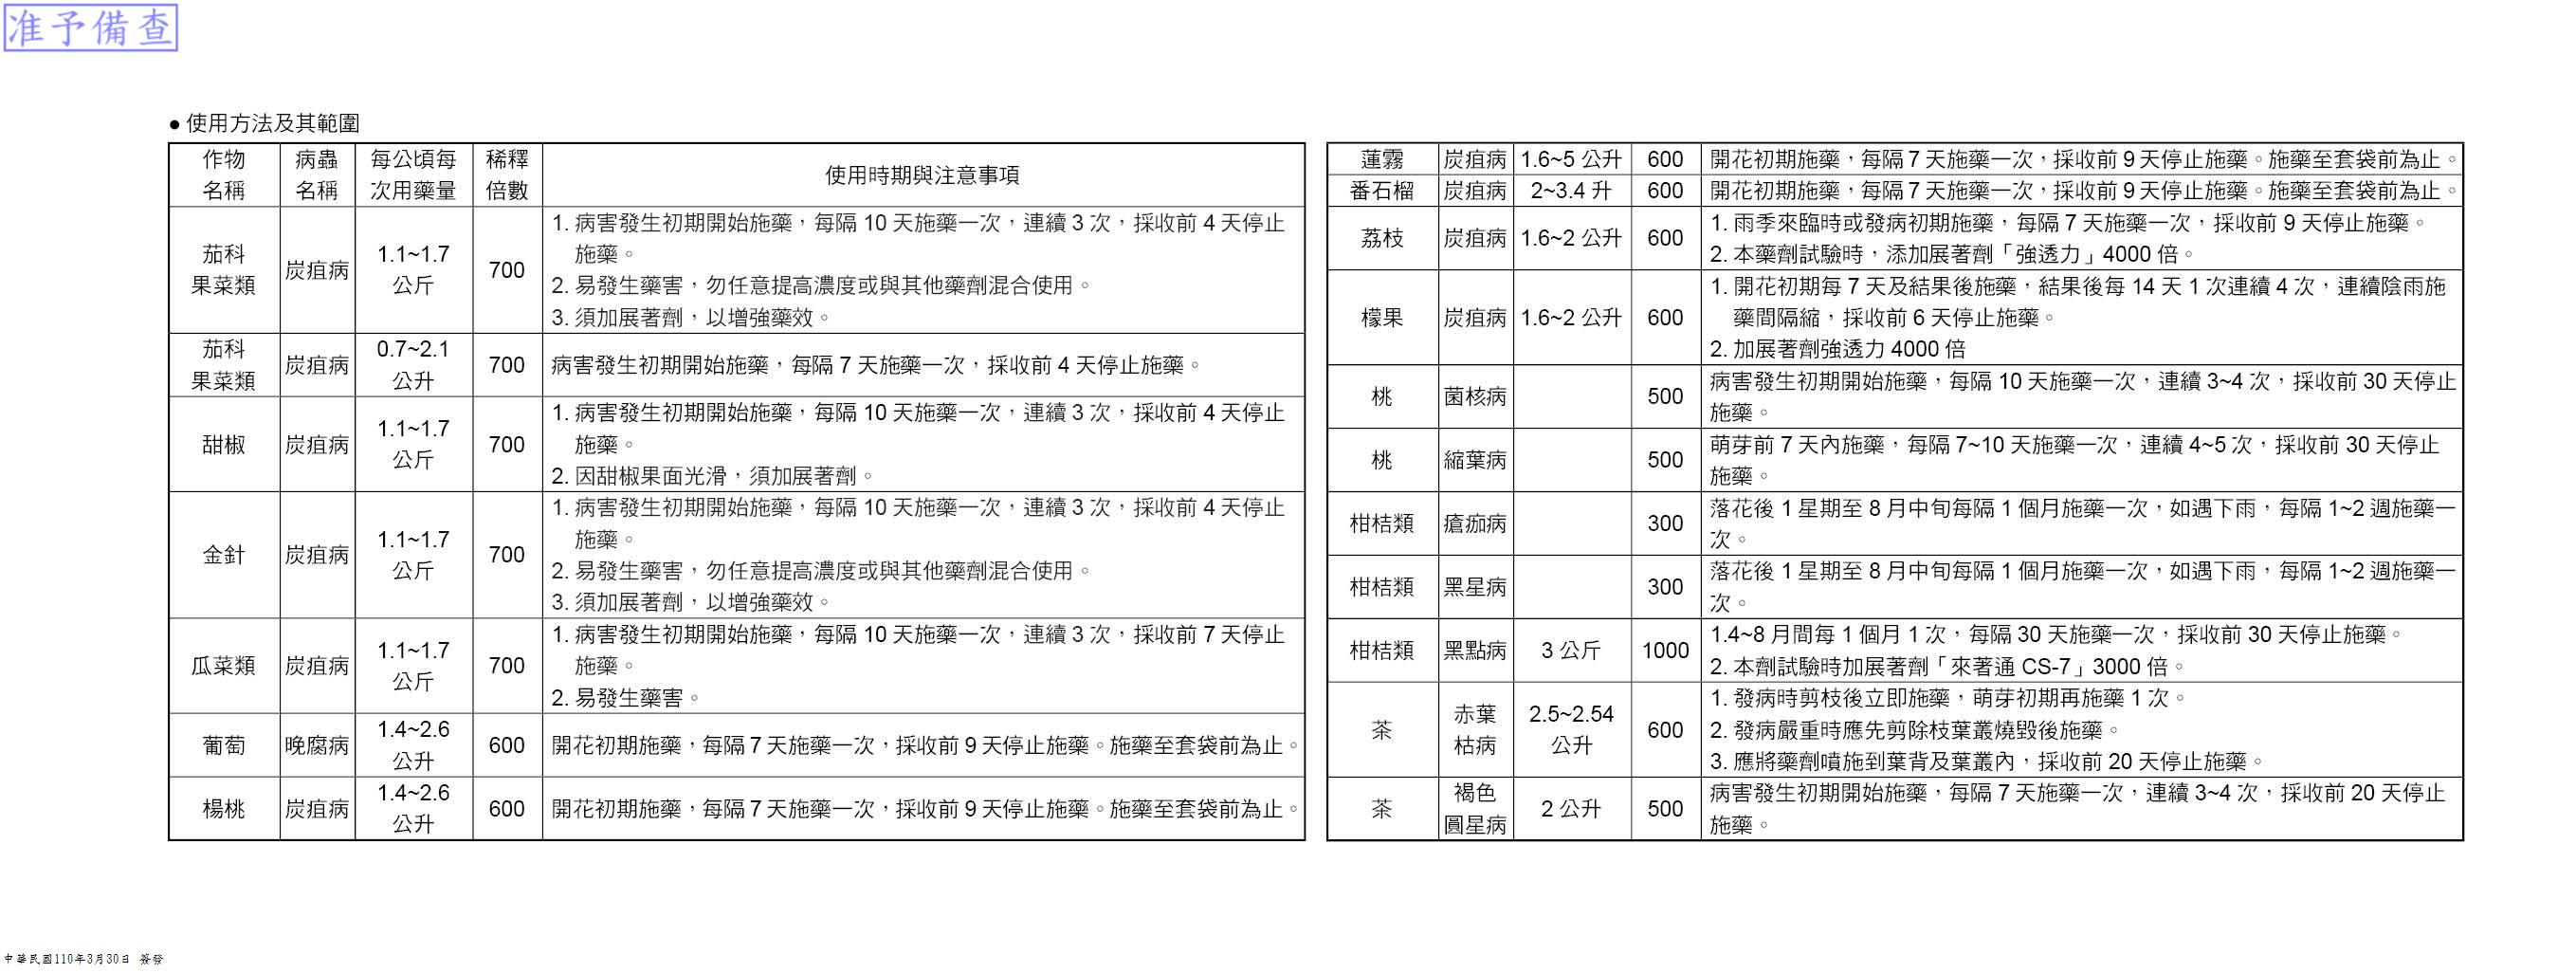 准予備查
● 使用方法及其範圍
作物名稱 病蟲名稱 每公頃每次用藥量 稀釋倍數 使用時期與注意事項
茄科果菜類 炭疽病 1.1~1.7公斤 700
1. 病害發生初期開始施藥，每隔 10 天施藥一次，連續 3 次，採收前 4 天停止
施藥。
2. 易發生藥害，勿任意提高濃度或與其他藥劑混合使用。
3. 須加展著劑，以增強藥效。
茄科果菜類 炭疽病 0.7~2.1公升 700 病害發生初期開始施藥，每隔 7 天施藥一次，採收前 4 天停止施藥。
甜椒 炭疽病 1.1~1.7公斤 700
1. 病害發生初期開始施藥，每隔 10 天施藥一次，連續 3 次，採收前 4 天停止
施藥。
2. 因甜椒果面光滑，須加展著劑。
金針 炭疽病 1.1~1.7公斤 700
1. 病害發生初期開始施藥，每隔 10 天施藥一次，連續 3 次，採收前 4 天停止
施藥。
2. 易發生藥害，勿任意提高濃度或與其他藥劑混合使用。
3. 須加展著劑，以增強藥效。
瓜菜類 炭疽病 1.1~1.7公斤 700
1. 病害發生初期開始施藥，每隔 10 天施藥一次，連續 3 次，採收前 7 天停止
施藥。
2. 易發生藥害。
葡萄 晚腐病 1.4~2.6公升 600 開花初期施藥，每隔 7 天施藥一次，採收前 9 天停止施藥。施藥至套袋前為止。
楊桃 炭疽病 1.4~2.6公升 600 開花初期施藥，每隔 7 天施藥一次，採收前 9 天停止施藥。施藥至套袋前為止。
蓮霧 炭疽病 1.6~5 公升 600 開花初期施藥，每隔 7 天施藥一次，採收前 9 天停止施藥。施藥至套袋前為止。
番石榴 炭疽病 2~3.4 升 600 開花初期施藥，每隔 7 天施藥一次，採收前 9 天停止施藥。施藥至套袋前為止。
荔枝 炭疽病 1.6~2 公升 600
1. 雨季來臨時或發病初期施藥，每隔 7 天施藥一次，採收前 9 天停止施藥。
2. 本藥劑試驗時，添加展著劑「強透力」4000 倍。
檬果 炭疽病 1.6~2 公升 600
1. 開花初期每 7 天及結果後施藥，結果後每 14 天 1 次連續 4 次，連續陰雨施
藥間隔縮，採收前 6 天停止施藥。
2. 加展著劑強透力 4000 倍
桃 菌核病 500 病害發生初期開始施藥，每隔 10 天施藥一次，連續 3~4 次，採收前 30 天停止
施藥。
桃 縮葉病 500 萌芽前 7 天內施藥，每隔 7~10 天施藥一次，連續 4~5 次，採收前 30 天停止
施藥。
柑桔類 瘡痂病 300 落花後 1 星期至 8 月中旬每隔 1 個月施藥一次，如遇下雨，每隔 1~2 週施藥一
次。
柑桔類 黑星病 300 落花後 1 星期至 8 月中旬每隔 1 個月施藥一次，如遇下雨，每隔 1~2 週施藥一
次。
柑桔類 黑點病 3 公斤 1000
1.4~8 月間每 1 個月 1 次，每隔 30 天施藥一次，採收前 30 天停止施藥。
2. 本劑試驗時加展著劑「來著通 CS-7」3000 倍。
茶 赤葉枯病 2.5~2.54公升 600
1. 發病時剪枝後立即施藥，萌芽初期再施藥 1 次。
2. 發病嚴重時應先剪除枝葉叢燒毀後施藥。
3. 應將藥劑噴施到葉背及葉叢內，採收前 20 天停止施藥。
茶 褐色圓星病 2 公升 500 病害發生初期開始施藥，每隔 7 天施藥一次，連續 3~4 次，採收前 20 天停止
施藥。
中華民國110年3月30日 簽發